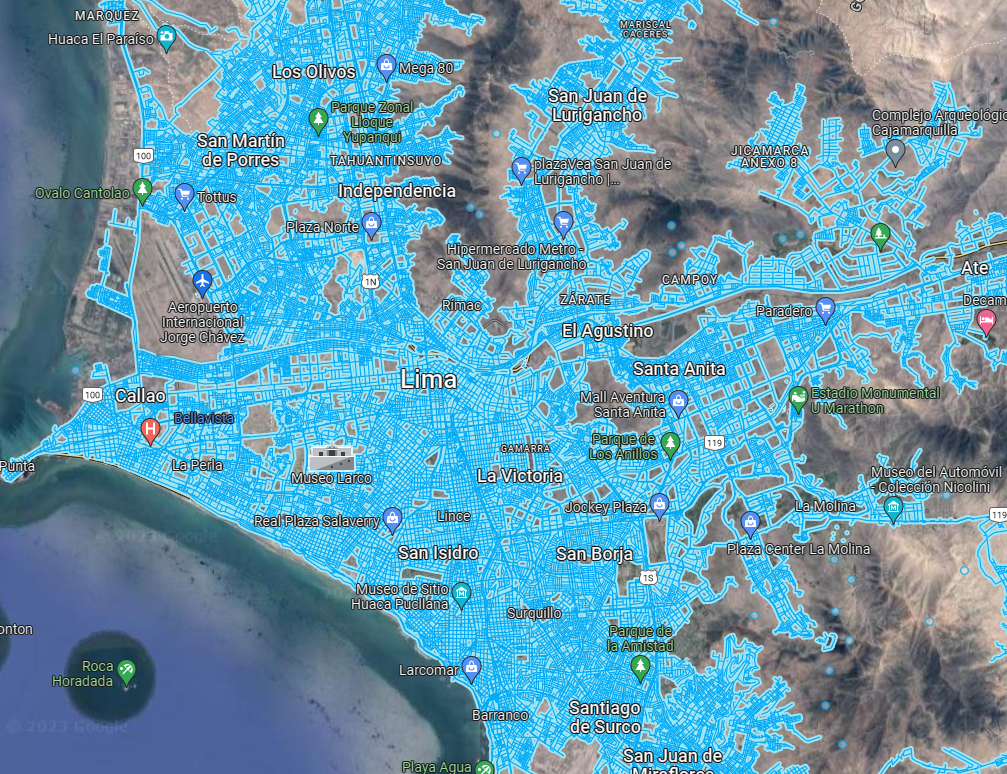 MARQUEZ
Huaca El Paraíso
MARISCAL
CACERES
Los Olivos
Mega 80
San Juan de
Lurigancho
Parque Zonal
Lloque
Yupanqui
Complejo Arqueológic
Cajamarquilla
San Martín
de Porres
100
TAHUANTINSUYO
JICAMARCA
ANEXO 8
plazaVea San Juan de
Lurigancho |...
Ovalo Cantolao
Tottus
Independencia
Plaza Norte
Hipermercado Metro -
San Juan de Lurigancho
1N
CAMPOY
Ate
Aeropuerto
Internacional
Jorge Chávez
Rímac
ZÁRATE
Decam
El Agustino
Paradero
Santa Anita
Lima
100
Callao
Mall Aventura
Santa Anita
Estadio Monumental
U Marathon
Bellavista
119
GAMARRA
Parque de
Los Anillos
Punta
La Perla
Museo Larco
La Victoria
Museo del Automóvil
- Colección Nicolini
Jockey Plaza
La Molina
119
Real Plaza Salaverry
Lince
Plaza Center La Molina
San Isidro
San Borja
1S
Museo de Sitio
Huaca Pucllana
Surquillo
onton
Parque de
la Amistad
Roca
Horadada
Larcomar
Barranco
Santiago
de Surco
© 2023 Google
San Juan de
Miraflores
Playa Agua